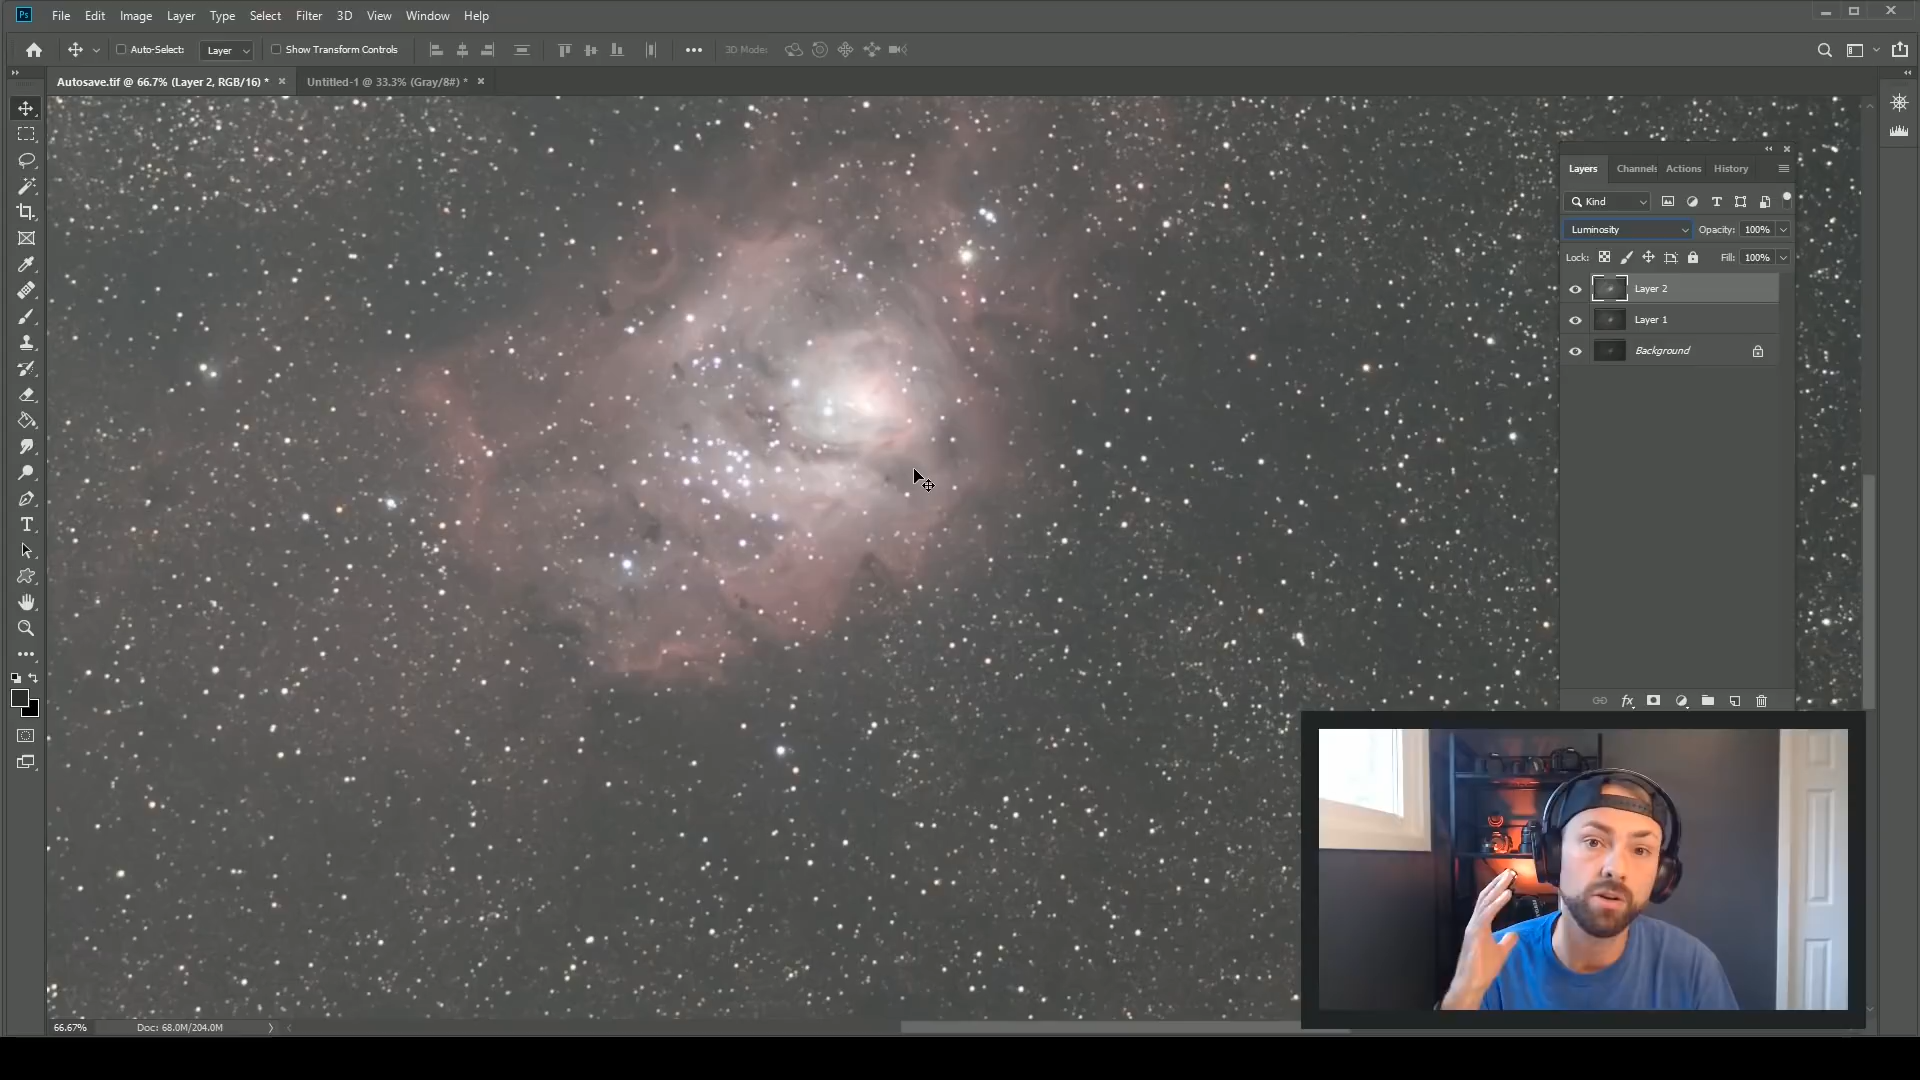 Ps File Edit Image Layer Type Select Filter 3D View Window Help
Auto-Select: Layer Show Transform Controls 3D Mode:
Autosave.tif @ 66.7% (Layer 2, RGB/16) * Untitled-1 @ 33.3% (Gray/8#) *
Layers Channels Actions History
Kind
Luminosity Opacity: 100%
Lock: Fill: 100%
Layer 2
Layer 1
Background
fx
66.67% Doc: 68.0M/204.0M